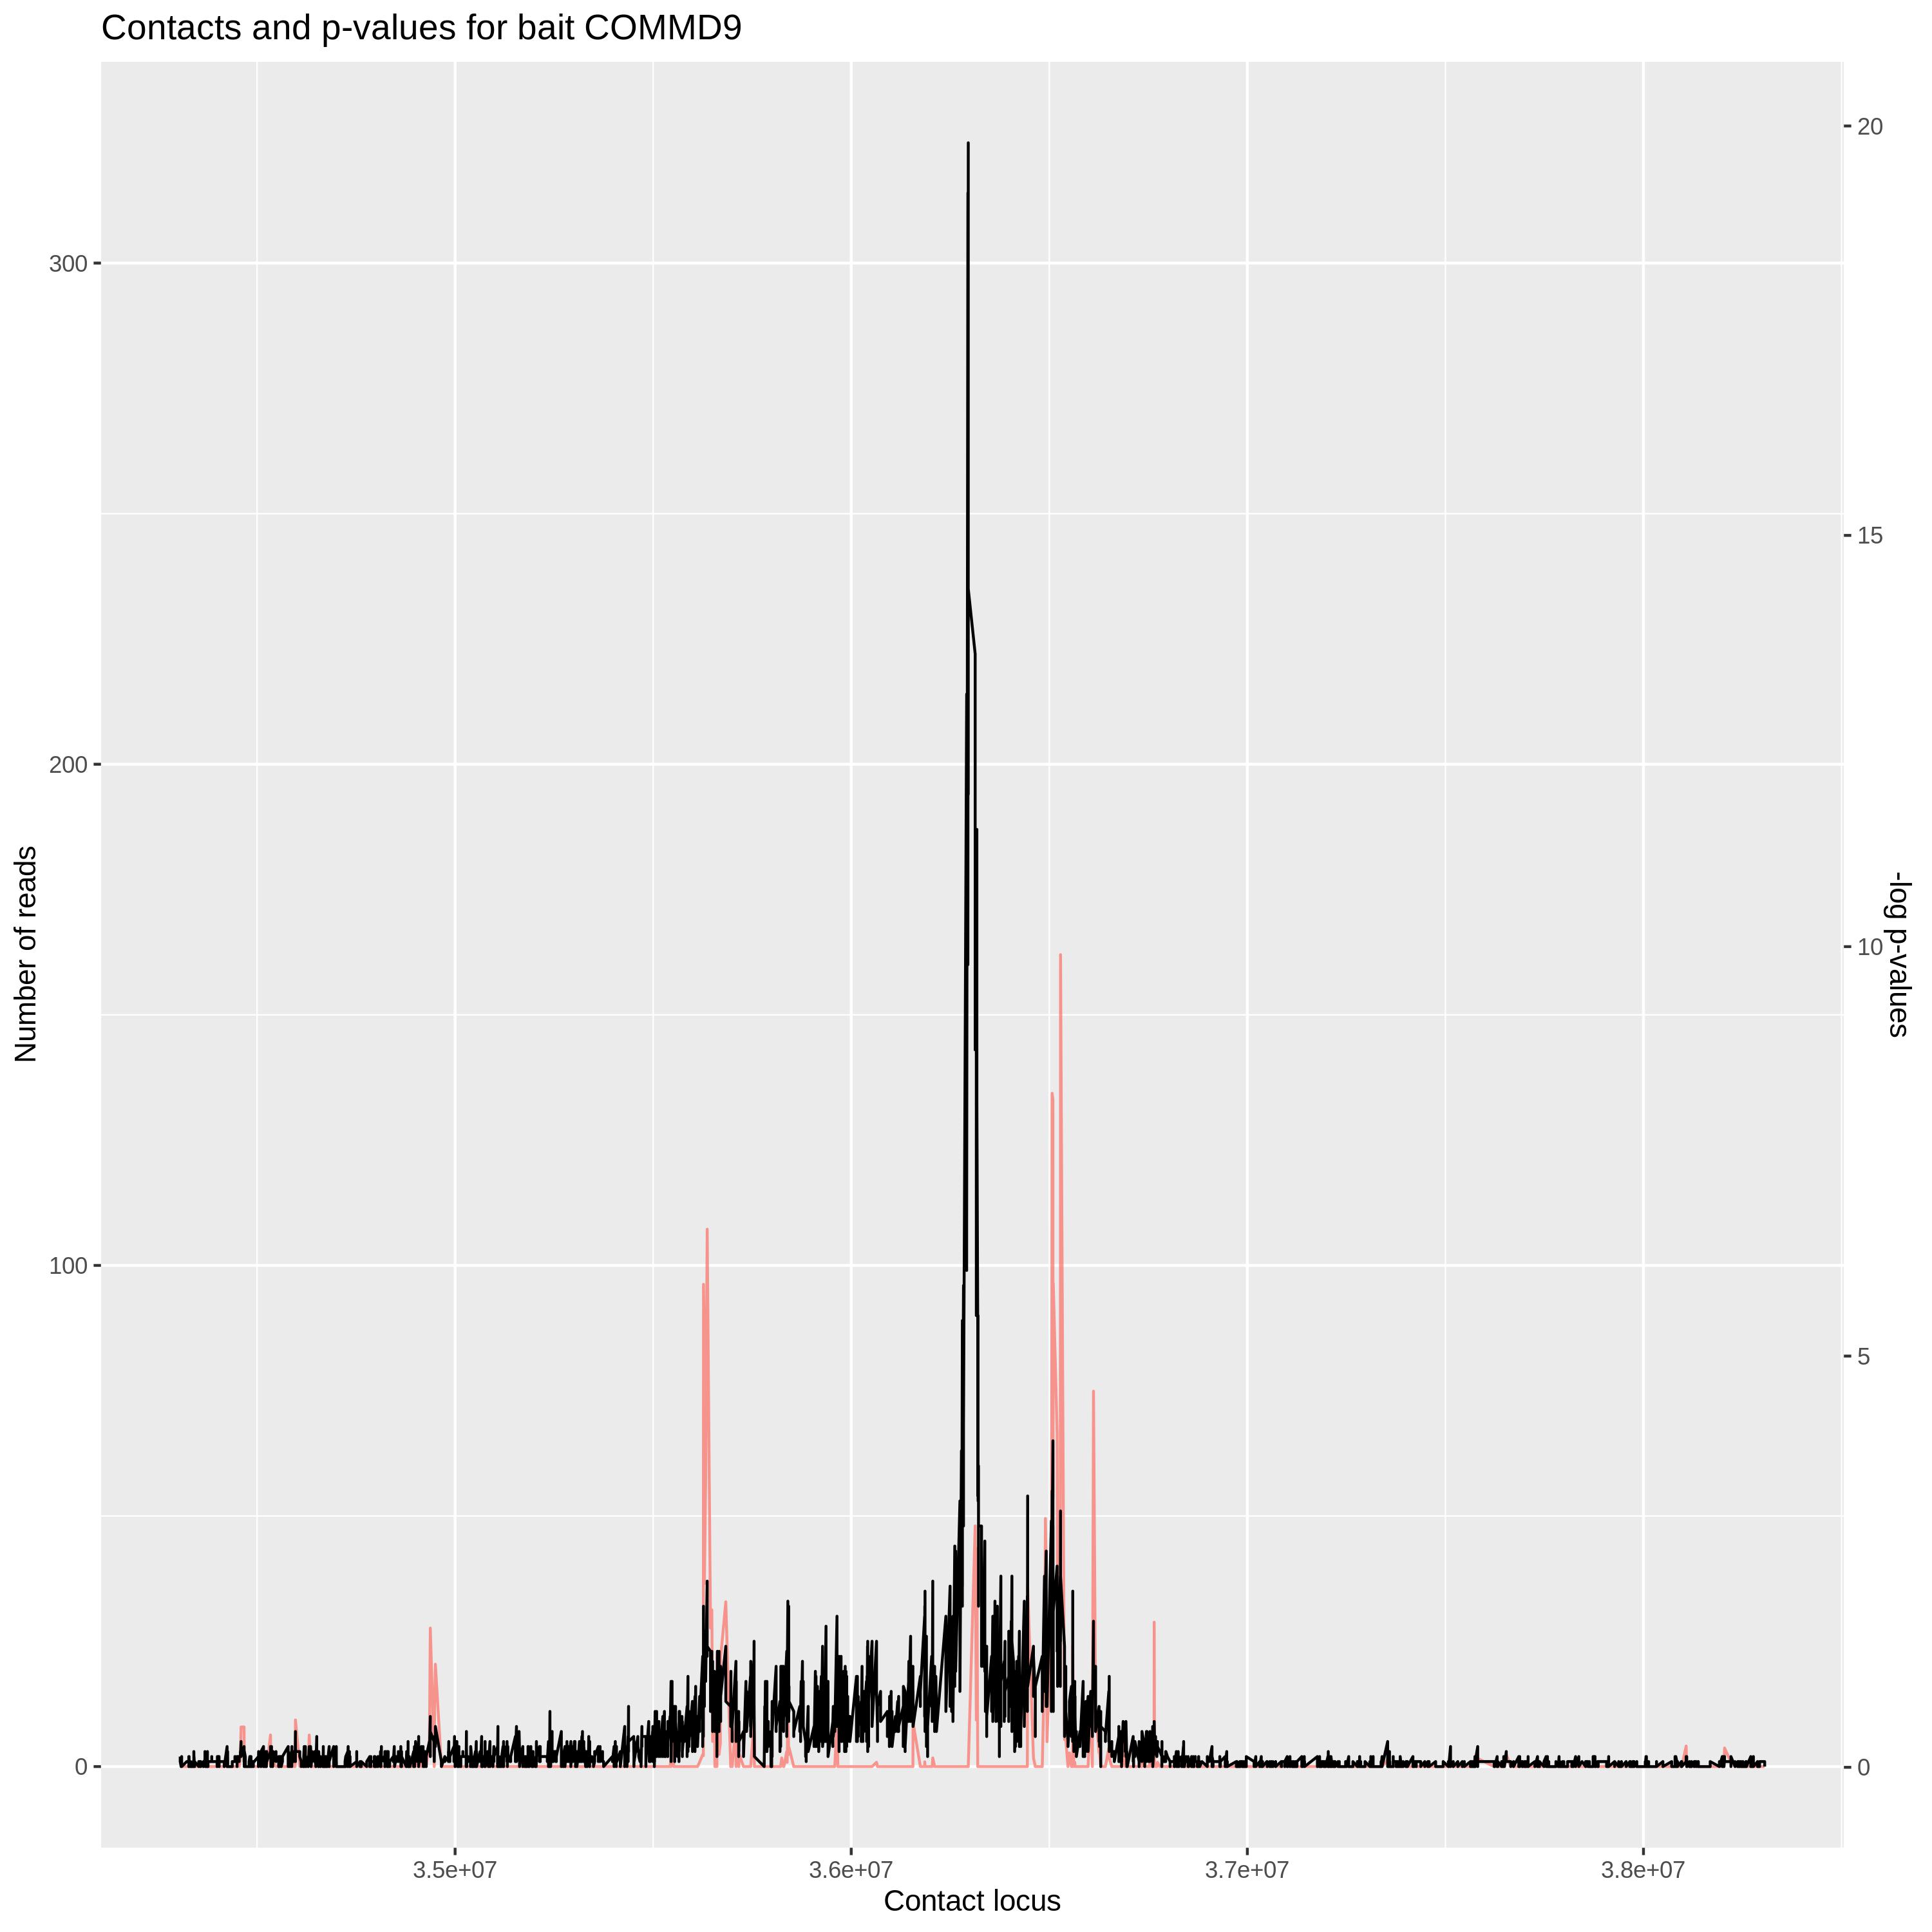 Contacts and p-values for bait COMMD9
Number of reads
300
200
100
0
20
15
10
5
0
-log p-values
3.5e+07 3.6e+07 3.7e+07 3.8e+07
Contact locus